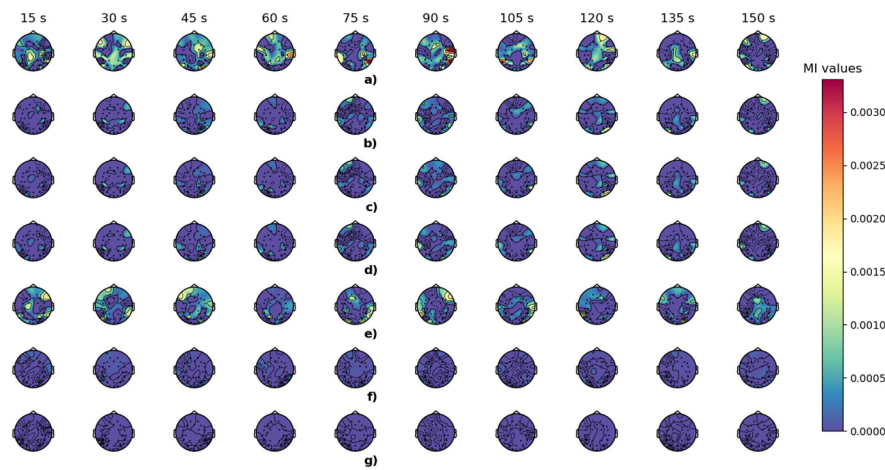 15 s 30 s 45 s 60 s 75 s 90 s 105 s 120 s 135 s 150 s
MI values
a)
b)
c)
d)
e)
f)
g)
0.0030
0.0025
0.0020
0.0015
0.0010
0.0005
0.0000